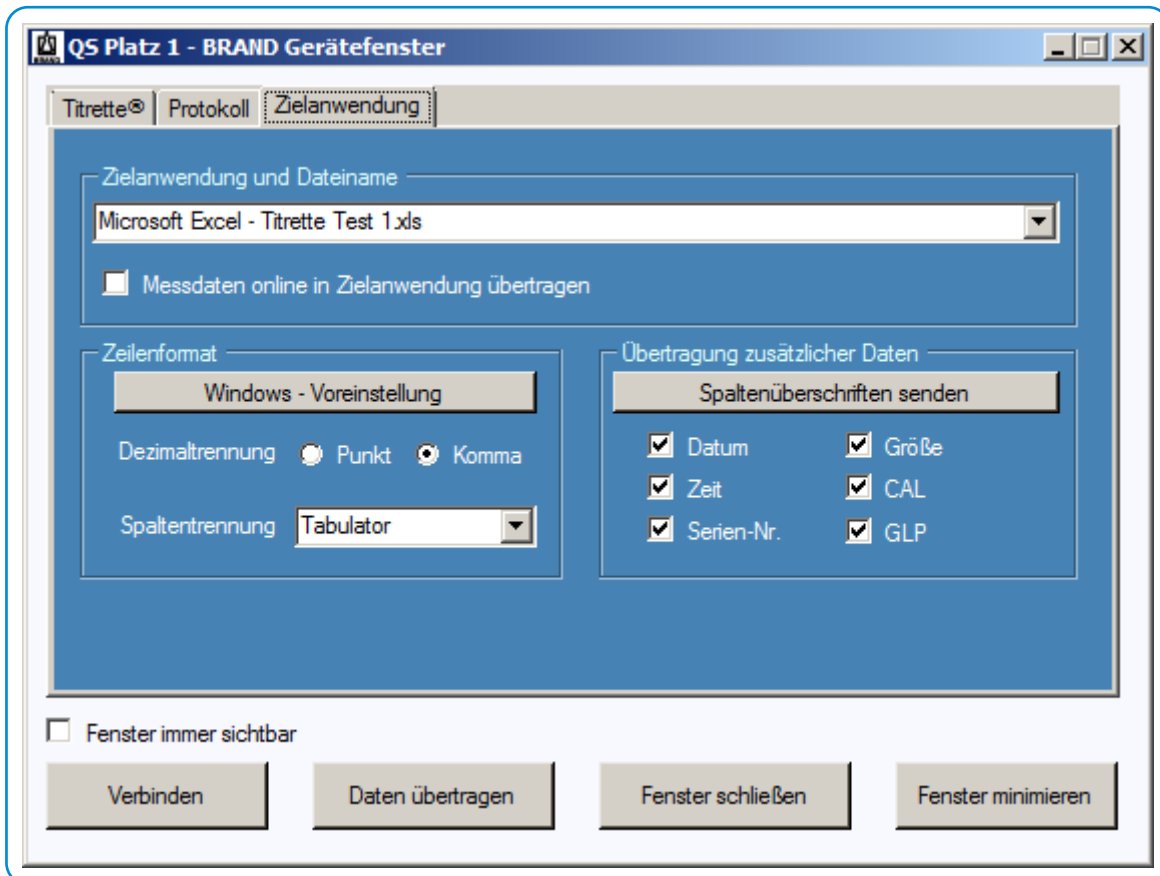 QS Platz 1 - BRAND Gerätefenster
BRAND
Titrette® Protokoll Zielanwendung
Zielanwendung und Dateiname
Microsoft Excel - Titrette Test 1.xls
Messdaten online in Zielanwendung übertragen
Zeilenformat
Windows - Voreinstellung
Dezimaltrennung Punkt Komma
Spaltentrennung Tabulator
Übertragung zusätzlicher Daten
Spaltenüberschriften senden
Datum Größe
Zeit CAL
Serien-Nr. GLP
Fenster immer sichtbar
Verbinden Daten übertragen Fenster schließen Fenster minimieren